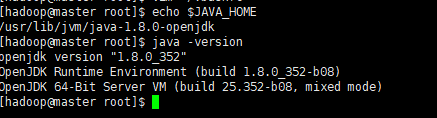 [hadoop@master root]$ echo $JAVA_HOME
/usr/lib/jvm/java-1.8.0-openjdk
[hadoop@master root]$ java -version
openjdk version "1.8.0_352"
OpenJDK Runtime Environment (build 1.8.0_352-b08)
OpenJDK 64-Bit Server VM (build 25.352-b08, mixed mode)
[hadoop@master root]$